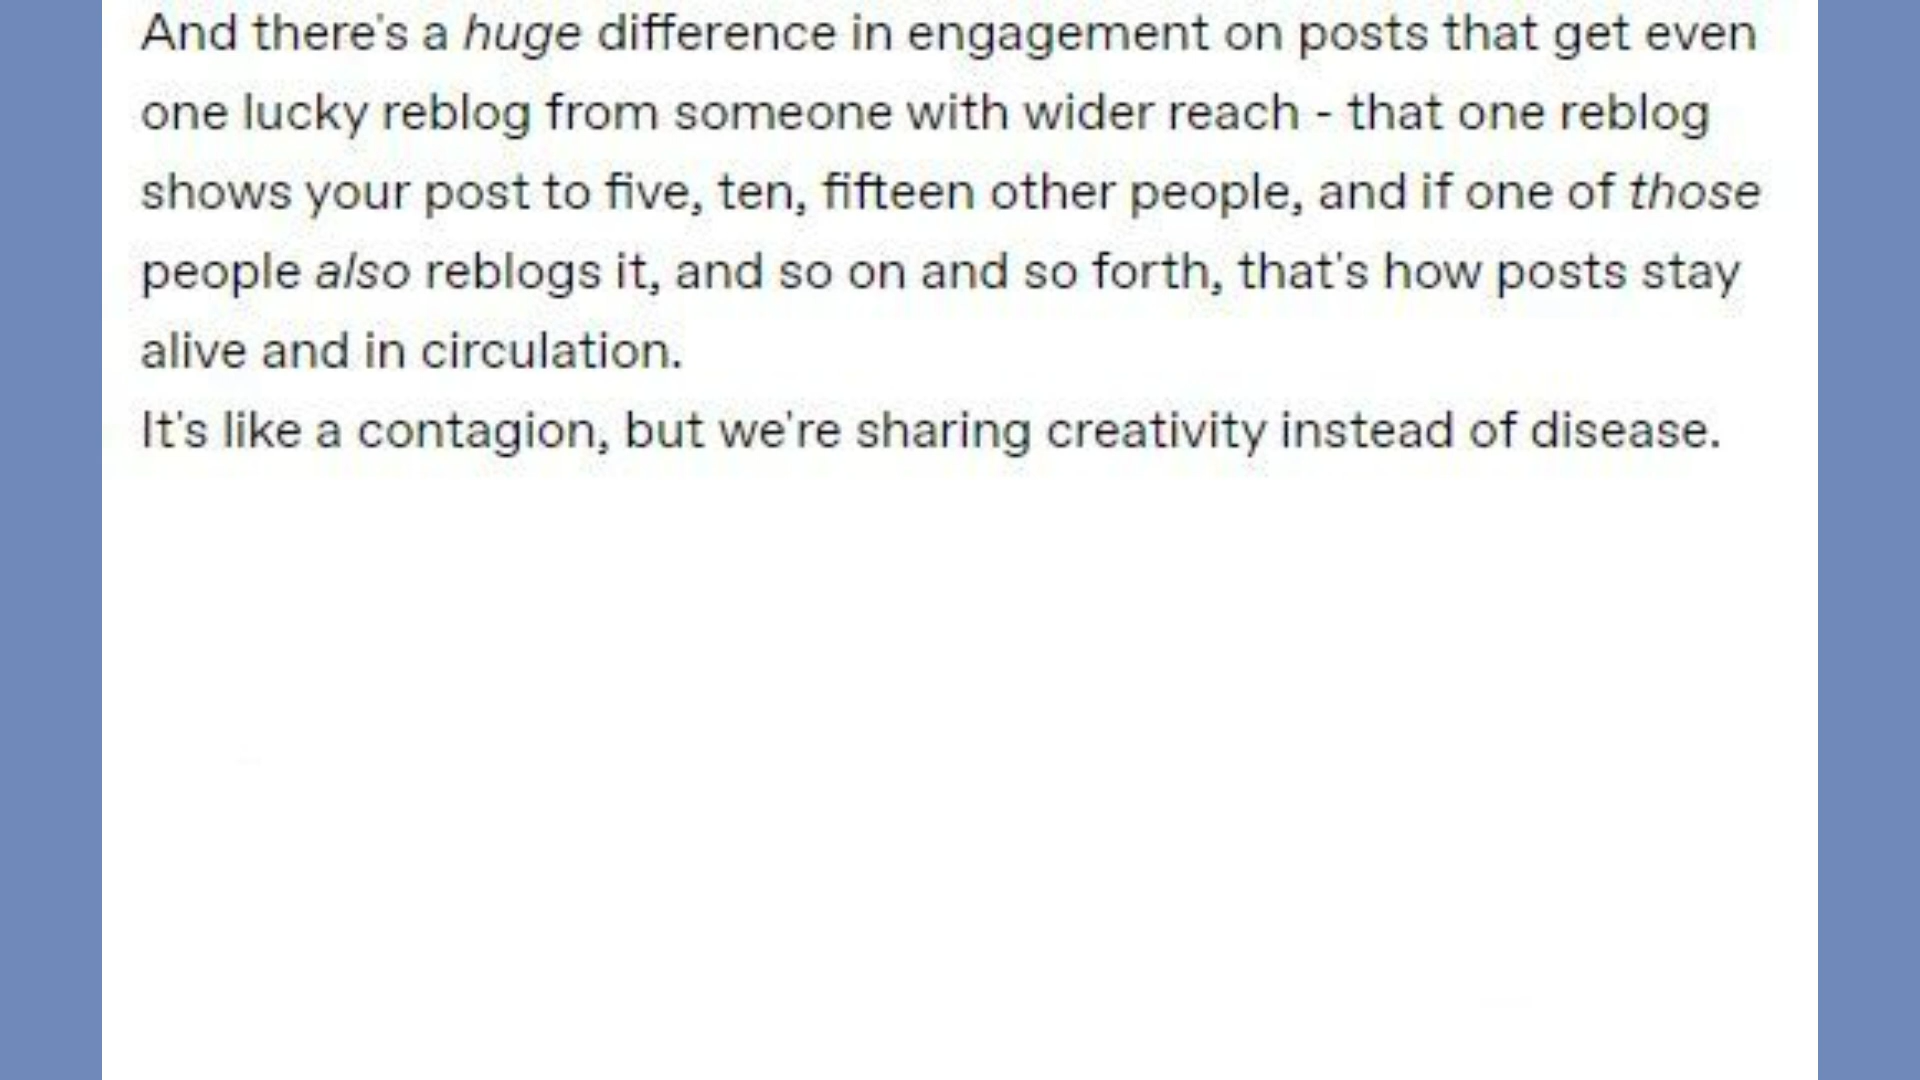 And there's a huge difference in engagement on posts that get even
one lucky reblog from someone with wider reach - that one reblog
shows your post to five, ten, fifteen other people, and if one of those
people also reblogs it, and so on and so forth, that's how posts stay
alive and in circulation.
It's like a contagion, but we're sharing creativity instead of disease.